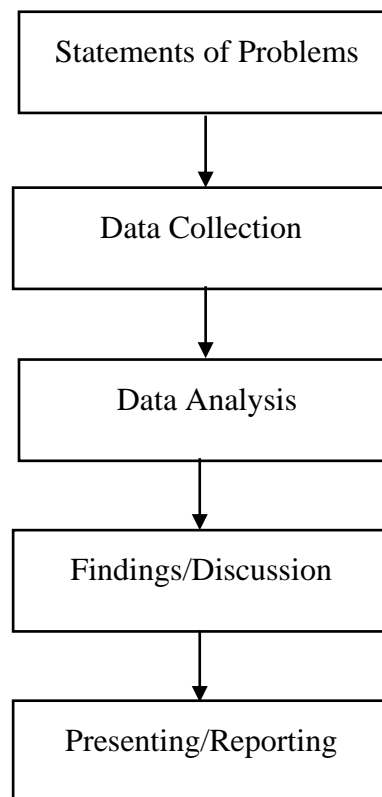 Statements of Problems
Data Collection
Data Analysis
Findings/Discussion
Presenting/Reporting